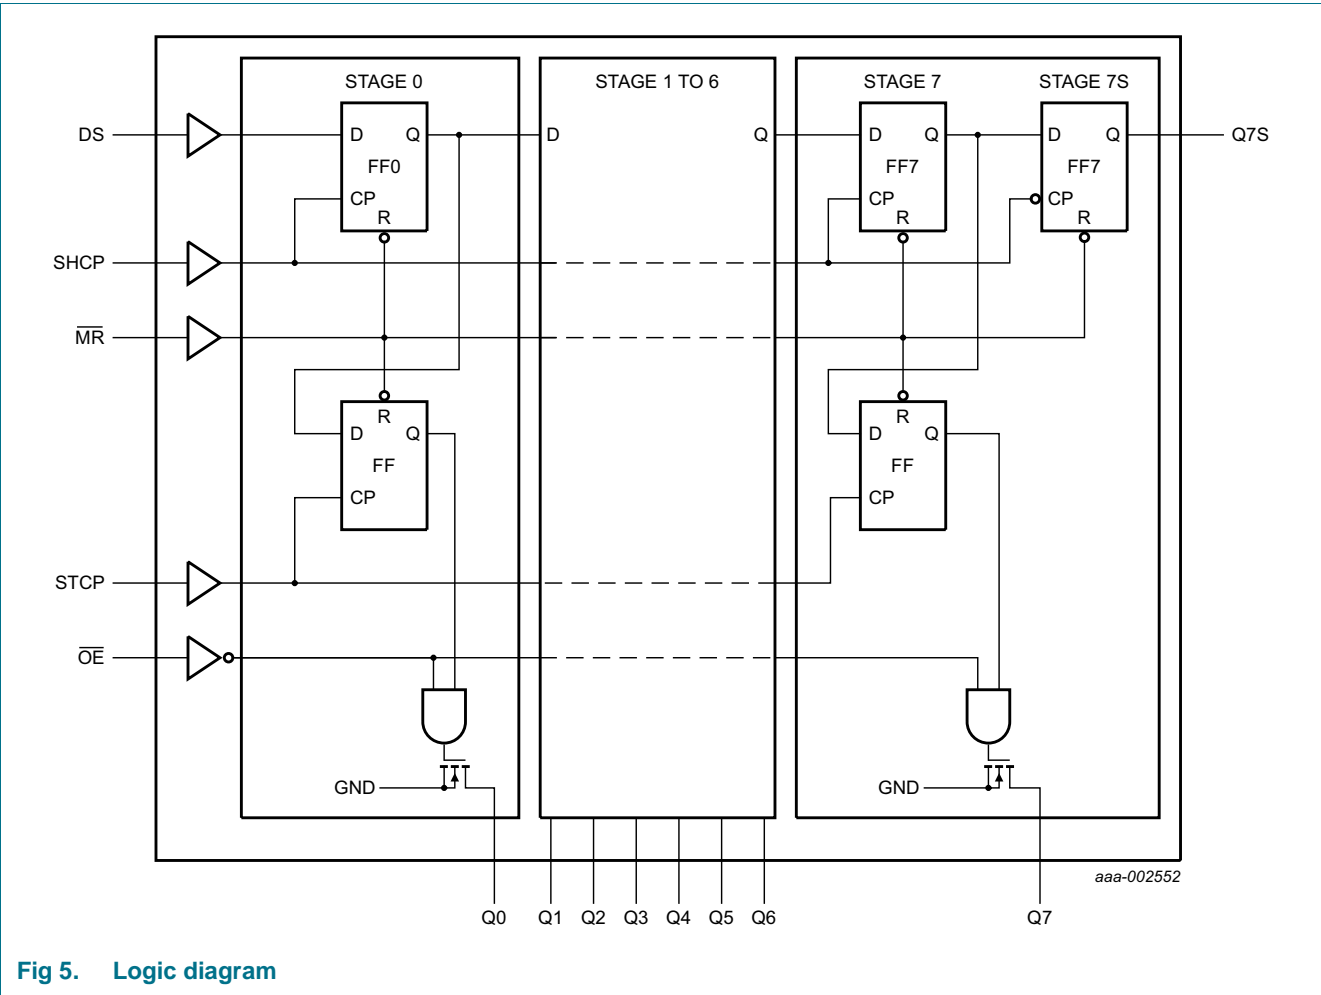 STAGE 0
STAGE 1 TO 6
STAGE 7
STAGE 7S
DS
D
Q
FF0
CP
R
D
Q
D
Q
FF7
CP
R
D
Q
FF7
CP
R
Q7S
SHCP
M̅R̅
R
D
Q
FF
CP
R
D
Q
FF
CP
STCP
O̅E̅
GND
GND
aaa-002552
Q0
Q1
Q2
Q3
Q4
Q5
Q6
Q7
Fig 5. Logic diagram